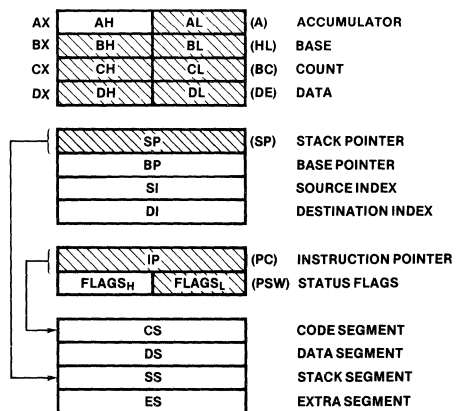 AX AH AL (A) ACCUMULATOR
BX BH BL (HL) BASE
CX CH CL (BC) COUNT
DX DH DL (DE) DATA
SP (SP) STACK POINTER
BP BASE POINTER
SI SOURCE INDEX
DI DESTINATION INDEX
IP (PC) INSTRUCTION POINTER
FLAGSH FLAGSL (PSW) STATUS FLAGS
CS CODE SEGMENT
DS DATA SEGMENT
SS STACK SEGMENT
ES EXTRA SEGMENT